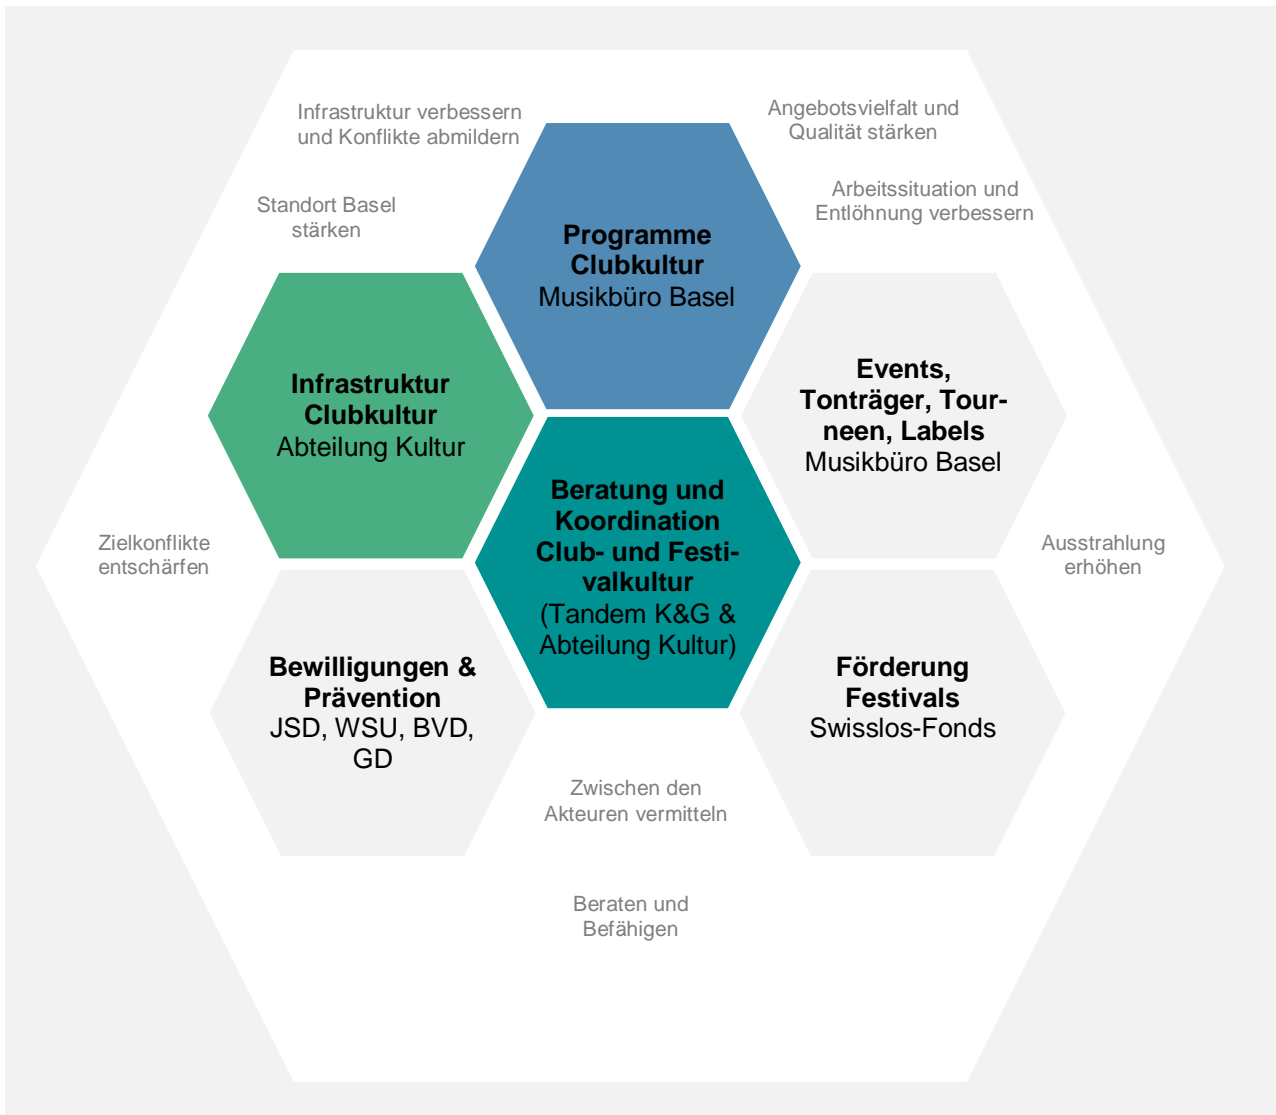 Infrastruktur verbessern
und Konflikte abmildern
Angebotsvielfalt und
Qualität stärken
Standort Basel
stärken
Arbeitssituation und
Entlöhnung verbessern
Programme
Clubkultur
Musikbüro Basel
Infrastruktur
Clubkultur
Abteilung Kultur
Events,
Tonträger, Tour-
neen, Labels
Musikbüro Basel
Beratung und
Koordination
Club- und Festi-
valkultur
(Tandem K&G &
Abteilung Kultur)
Zielkonflikte
entschärfen
Ausstrahlung
erhöhen
Bewilligungen &
Prävention
JSD, WSU, BVD,
GD
Förderung
Festivals
Swisslos-Fonds
Zwischen den
Akteuren vermitteln
Beraten und
Befähigen